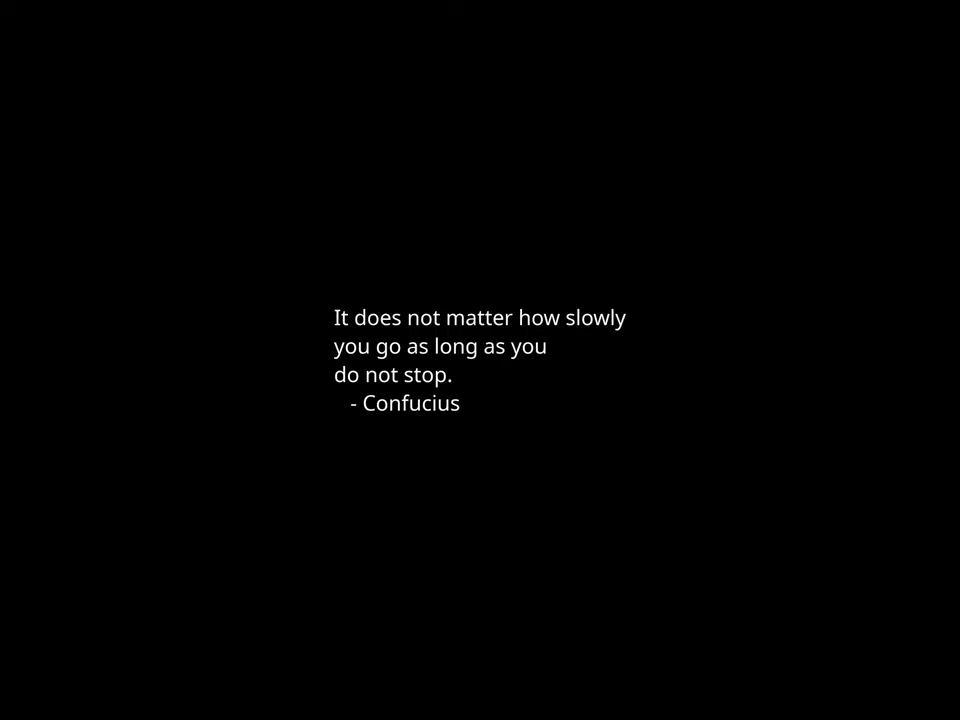 It does not matter how slowly
you go as long as you
do not stop.
- Confucius